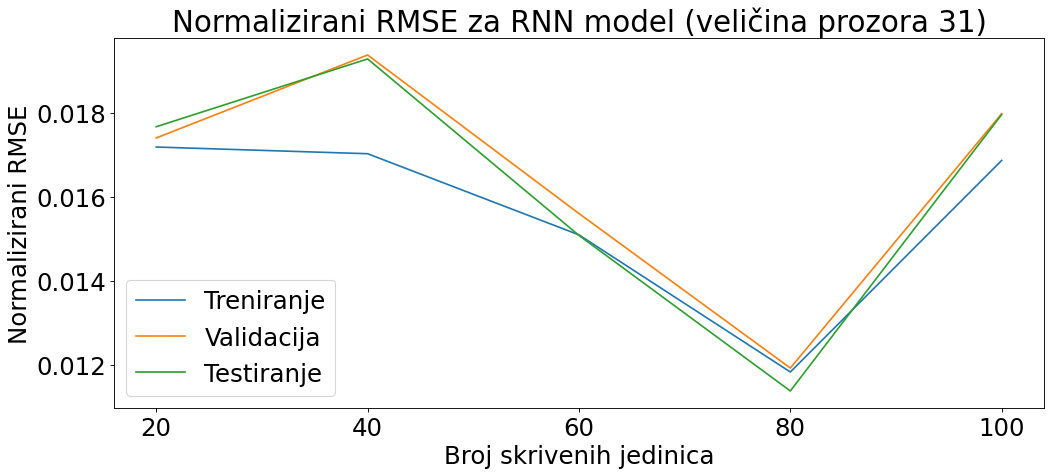 Normalizirani RMSE za RNN model (veličina prozora 31)
Normalizirani RMSE
0.018
0.016
0.014
0.012
Treniranje
Validacija
Testiranje
20 40 60 80 100
Broj skrivenih jedinica